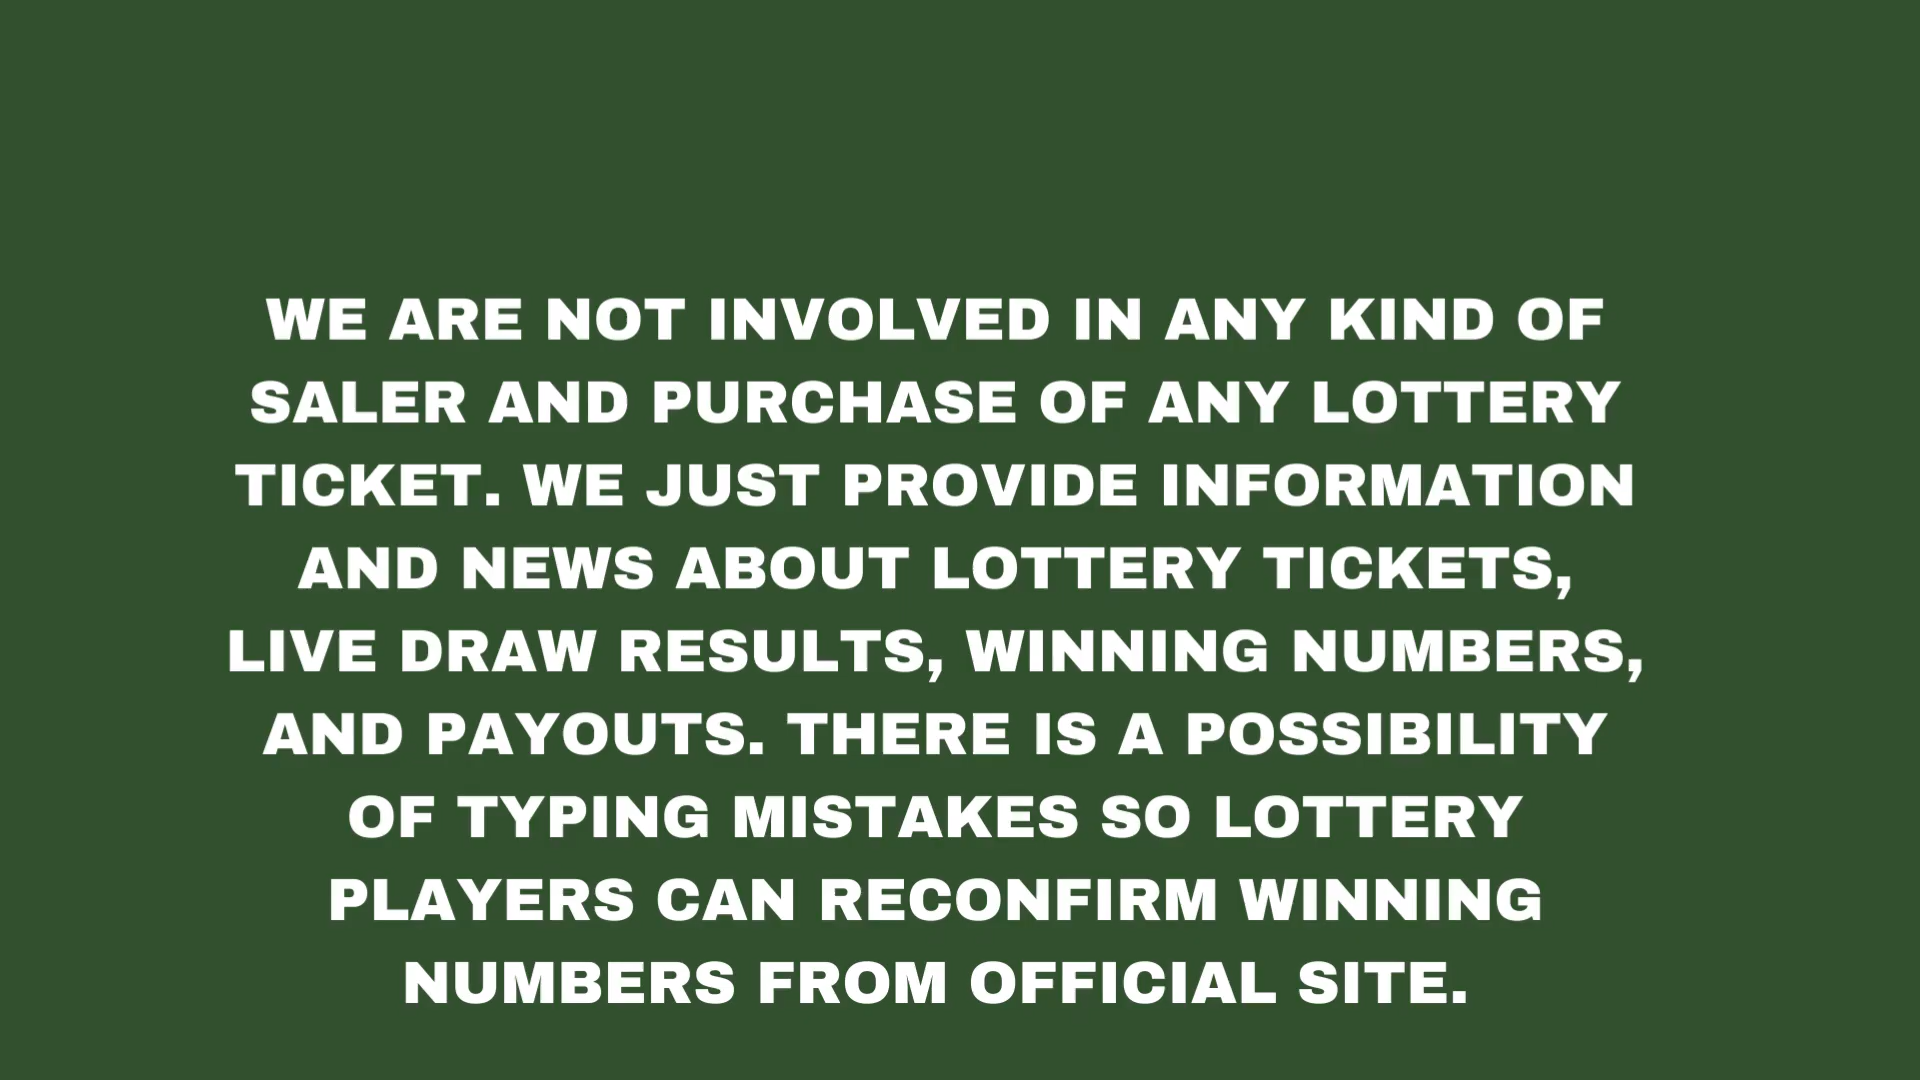 WE ARE NOT INVOLVED IN ANY KIND OF
SALER AND PURCHASE OF ANY LOTTERY
TICKET. WE JUST PROVIDE INFORMATION
AND NEWS ABOUT LOTTERY TICKETS,
LIVE DRAW RESULTS, WINNING NUMBERS,
AND PAYOUTS. THERE IS A POSSIBILITY
OF TYPING MISTAKES SO LOTTERY
PLAYERS CAN RECONFIRM WINNING
NUMBERS FROM OFFICIAL SITE.